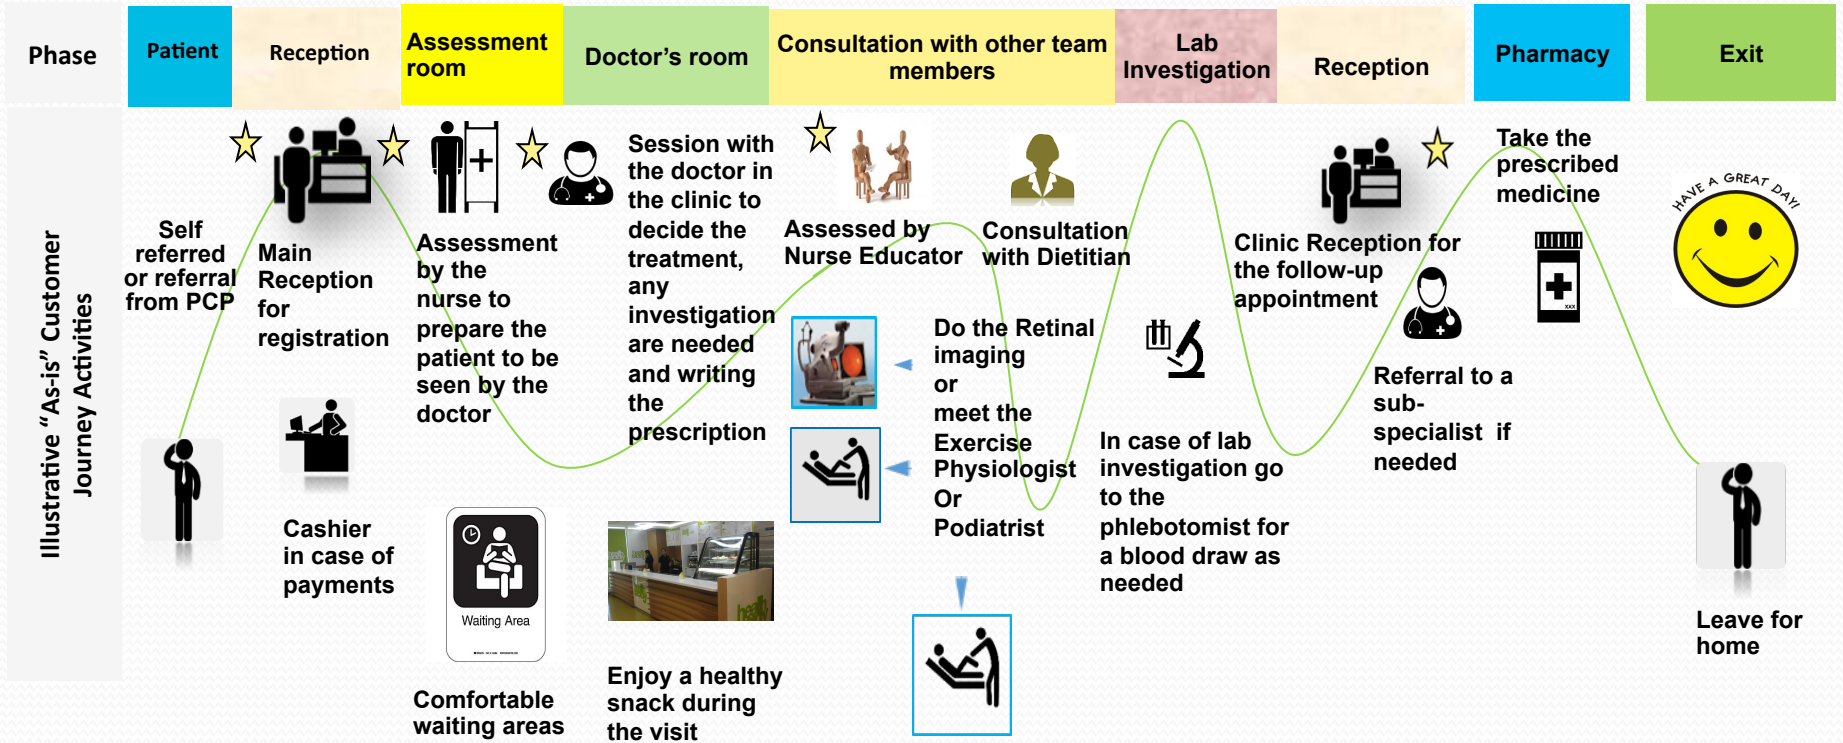 Phase
Patient
Reception
Assessment
room
Doctor's room
Consultation with other team
members
Lab
Investigation
Reception
Pharmacy
Exit
Illustrative "As-is" Customer
Journey Activities
Self
referred
or referral
from PCP
Main
Reception
for
registration
Cashier
in case of
payments
Assessment
by the
nurse to
prepare the
patient to be
seen by the
doctor
Waiting Area
Comfortable
waiting areas
Session with
the doctor in
the clinic to
decide the
treatment,
any
investigation
are needed
and writing
the
prescription
Enjoy a healthy
snack during
the visit
Assessed by
Nurse Educator
Consultation
with Dietitian
Do the Retinal
imaging
or
meet the
Exercise
Physiologist
Or
Podiatrist
In case of lab
investigation go
to the
phlebotomist for
a blood draw as
needed
Clinic Reception for
the follow-up
appointment
Referral to a
sub-
specialist if
needed
Take the
prescribed
medicine
XXX
HAVE A GREAT DAY!
Leave for
home